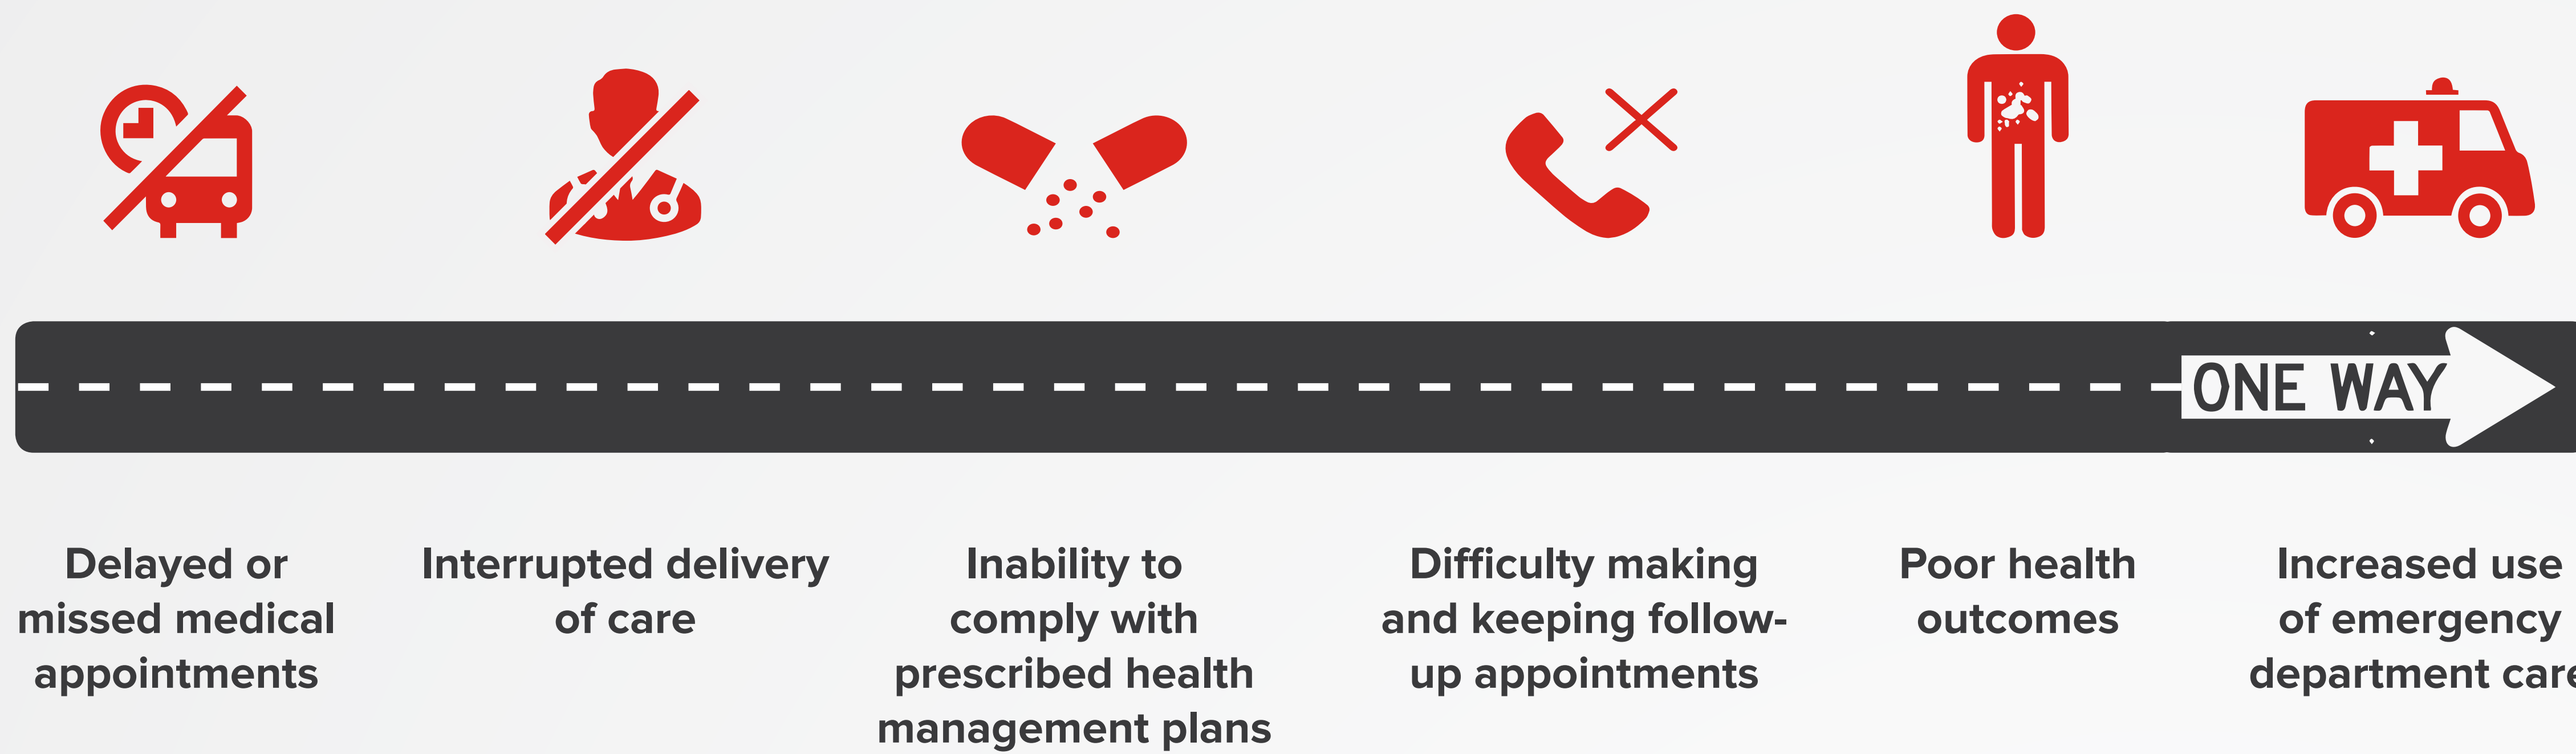 ONE WAY
Delayed or
missed medical
appointments
Interrupted delivery
of care
Inability to
comply with
prescribed health
management plans
Difficulty making
and keeping follow-
up appointments
Poor health
outcomes
Increased use
of emergency
department care